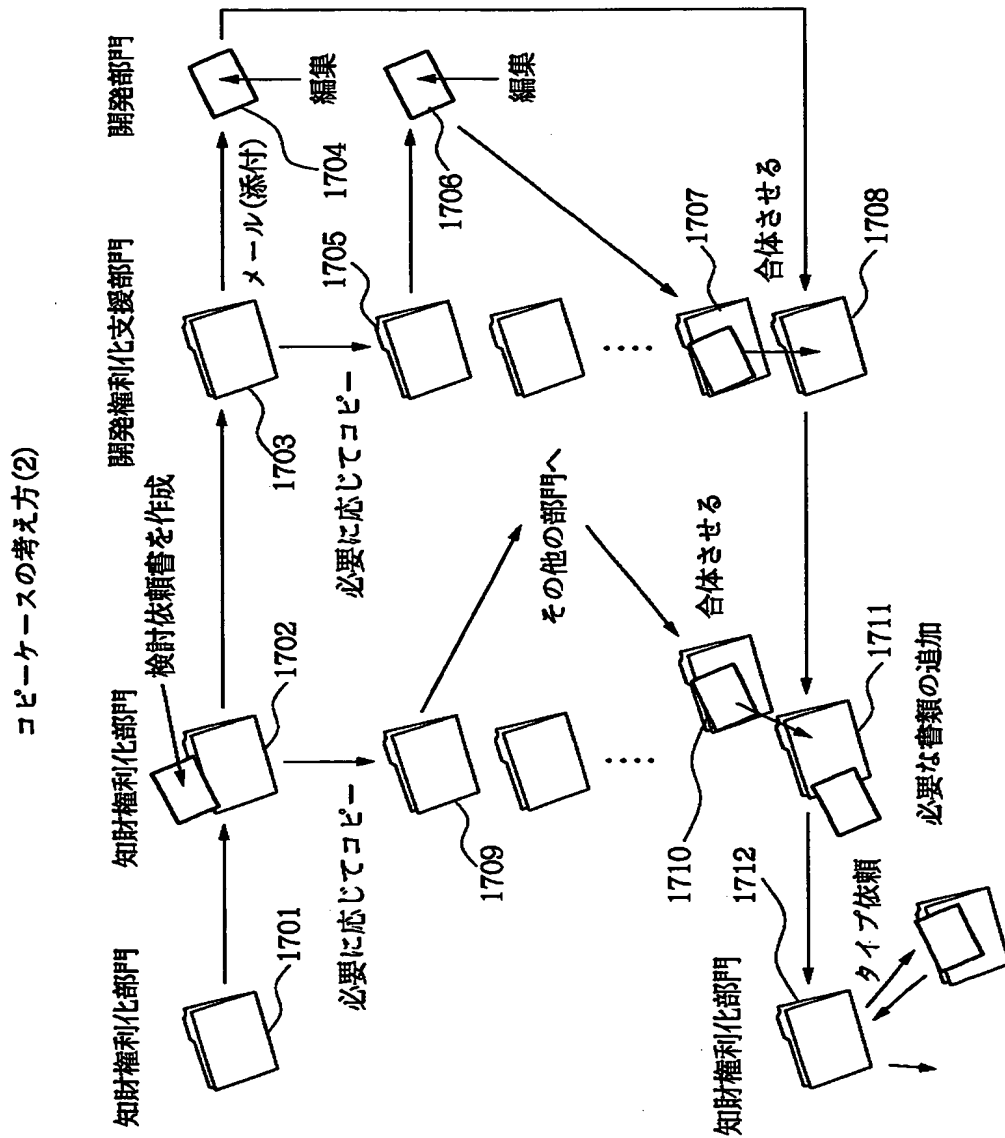 コピーケースの考え方(2)
知財権利化部門
知財権利化部門
開発権利化支援部門
開発部門
検討依頼書を作成
1701
1702
1703
メール(添付)
1704
編集
必要に応じてコピー
必要に応じてコピー
1705
1706
編集
1709
その他の部門へ
1707
合体させる
合体させる
1708
1710
1711
必要な書類の追加
知財権利化部門
1712
タイプ依頼